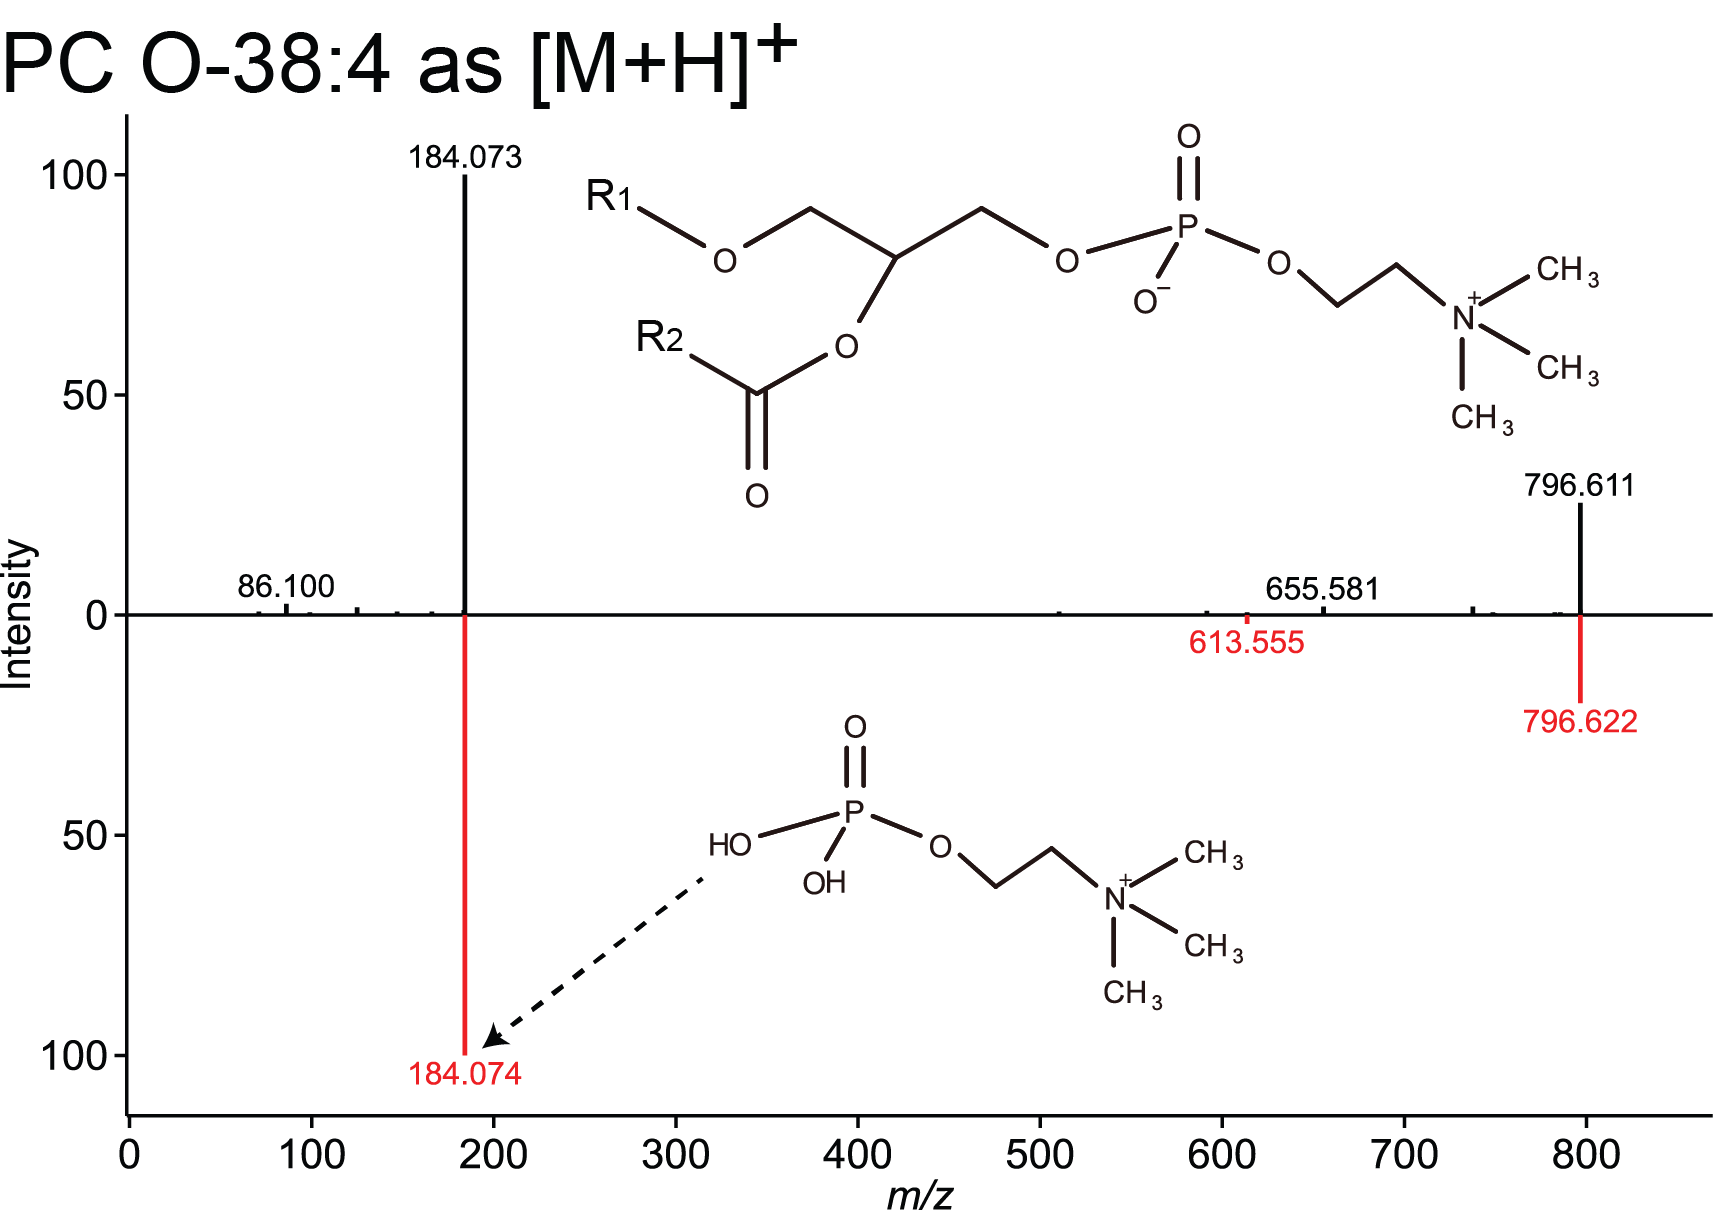 PC O-38:4 as [M+H]+
Intensity
100
50
0
50
100
184.073
86.100
655.581
796.611
613.555
796.622
184.074
R1
O
O
R2
O
O
O
P
O−
O
O
N+
CH3
CH3
CH3
O
P
HO
OH
O
N+
CH3
CH3
CH3
0 100 200 300 400 500 600 700 800
m/z